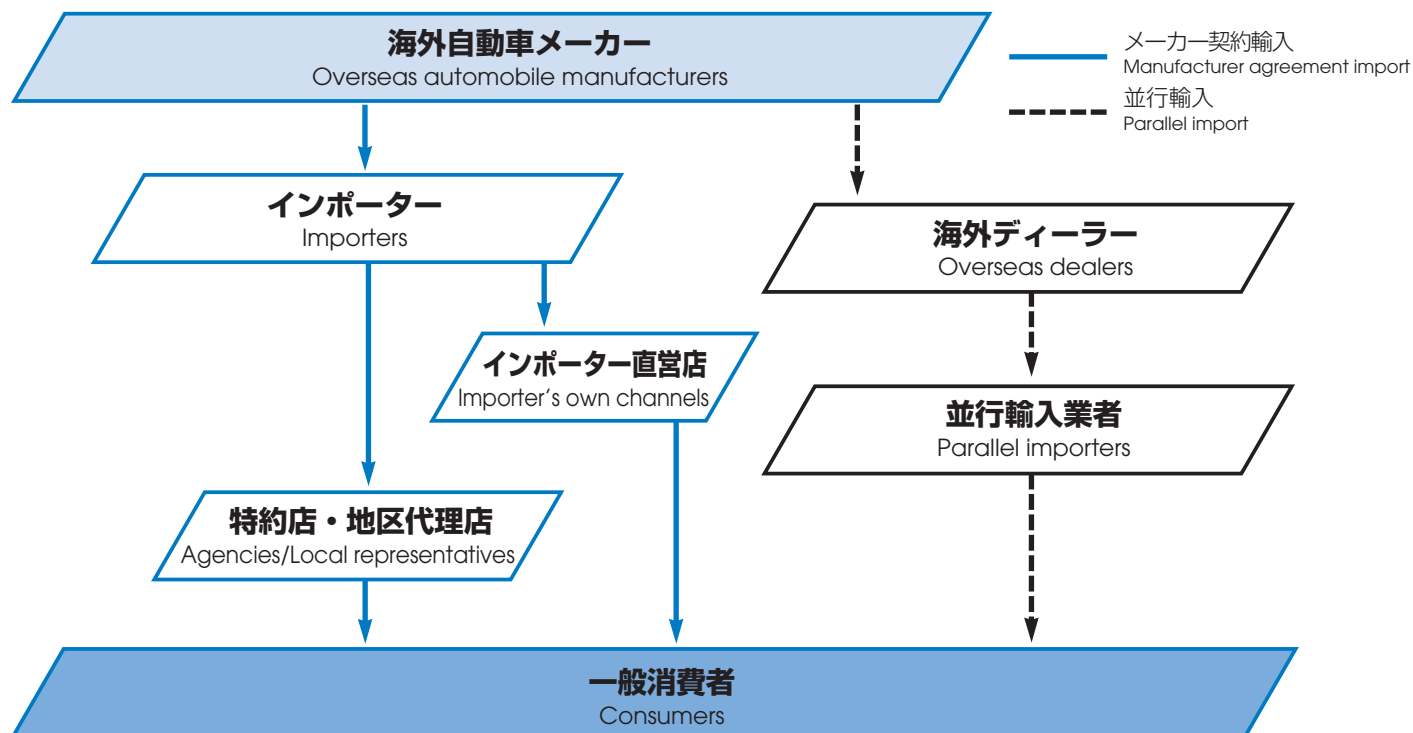 海外自動車メーカー
Overseas automobile manufacturers
メーカー契約輸入
Manufacturer agreement import
並行輸入
Parallel import
インポーター
Importers
海外ディーラー
Overseas dealers
インポーター直営店
Importer's own channels
並行輸入業者
Parallel importers
特約店・地区代理店
Agencies/Local representatives
一般消費者
Consumers